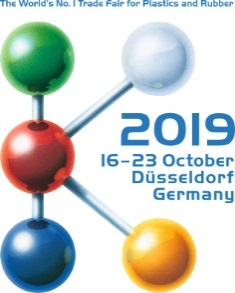 The World's No. 1 Trade Fair for Plastics and Rubber
2019
16–23 October
Düsseldorf
Germany